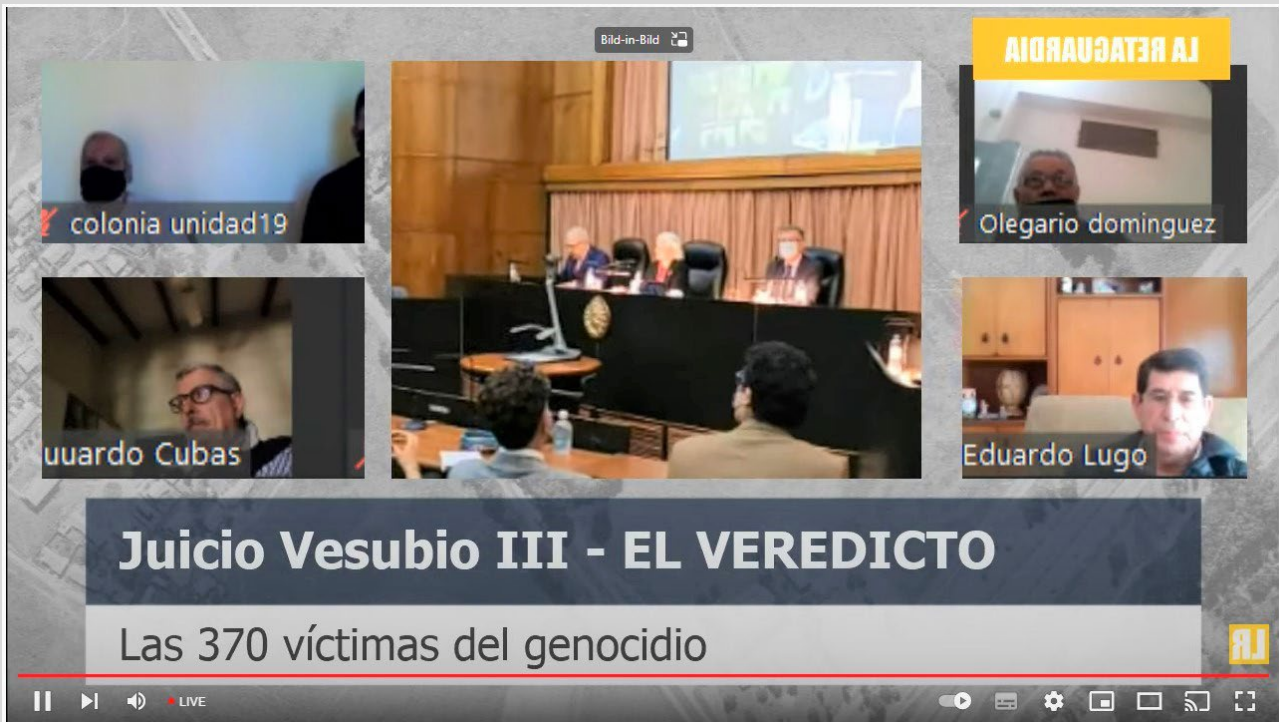 Bild-in-Bild
LA RETAGUARDIA
colonia unidad19
Olegario dominguez
uuardo Cubas
Eduardo Lugo
Juicio Vesubio III - EL VEREDICTO
Las 370 víctimas del genocidio
LR
LIVE